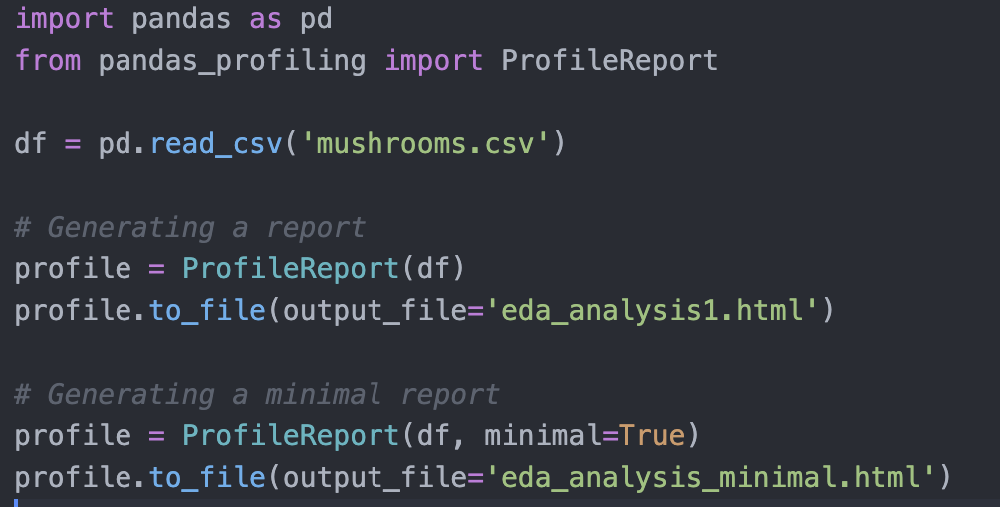 import pandas as pd
from pandas_profiling import ProfileReport
df = pd.read_csv('mushrooms.csv')
# Generating a report
profile = ProfileReport(df)
profile.to_file(output_file='eda_analysis1.html')
# Generating a minimal report
profile = ProfileReport(df, minimal=True)
profile.to_file(output_file='eda_analysis_minimal.html')